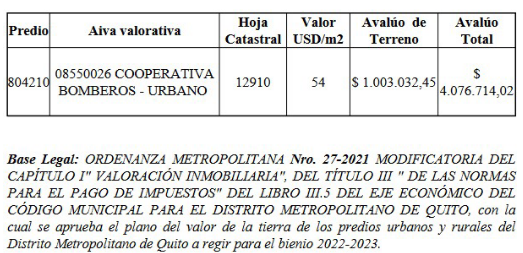 Predio Aiva valorativa Hoja Catastral Valor USD/m2 Avalúo de Terreno Avalúo Total
804210 08550026 COOPERATIVA BOMBEROS - URBANO 12910 54 $ 1.003.032,45 $ 4.076.714,02
Base Legal: ORDENANZA METROPOLITANA Nro. 27-2021 MODIFICATORIA DEL
CAPÍTULO I" VALORACIÓN INMOBILIARIA", DEL TÍTULO III " DE LAS NORMAS
PARA EL PAGO DE IMPUESTOS" DEL LIBRO III.5 DEL EJE ECONÓMICO DEL
CÓDIGO MUNICIPAL PARA EL DISTRITO METROPOLITANO DE QUITO, con la
cual se aprueba el plano del valor de la tierra de los predios urbanos y rurales del
Distrito Metropolitano de Quito a regir para el bienio 2022-2023.